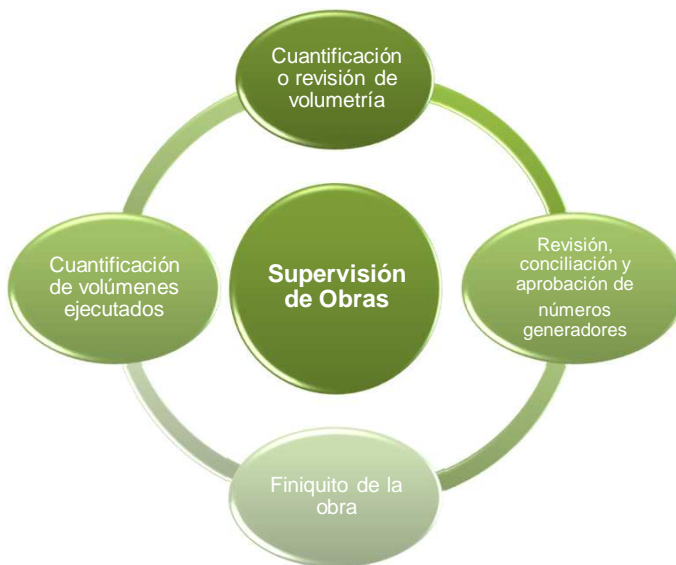 Cuantificación
o revisión de
volumetría
Cuantificación
de volúmenes
ejecutados
Supervisión
de Obras
Revisión,
conciliación y
aprobación de
números
generadores
Finiquito de la
obra